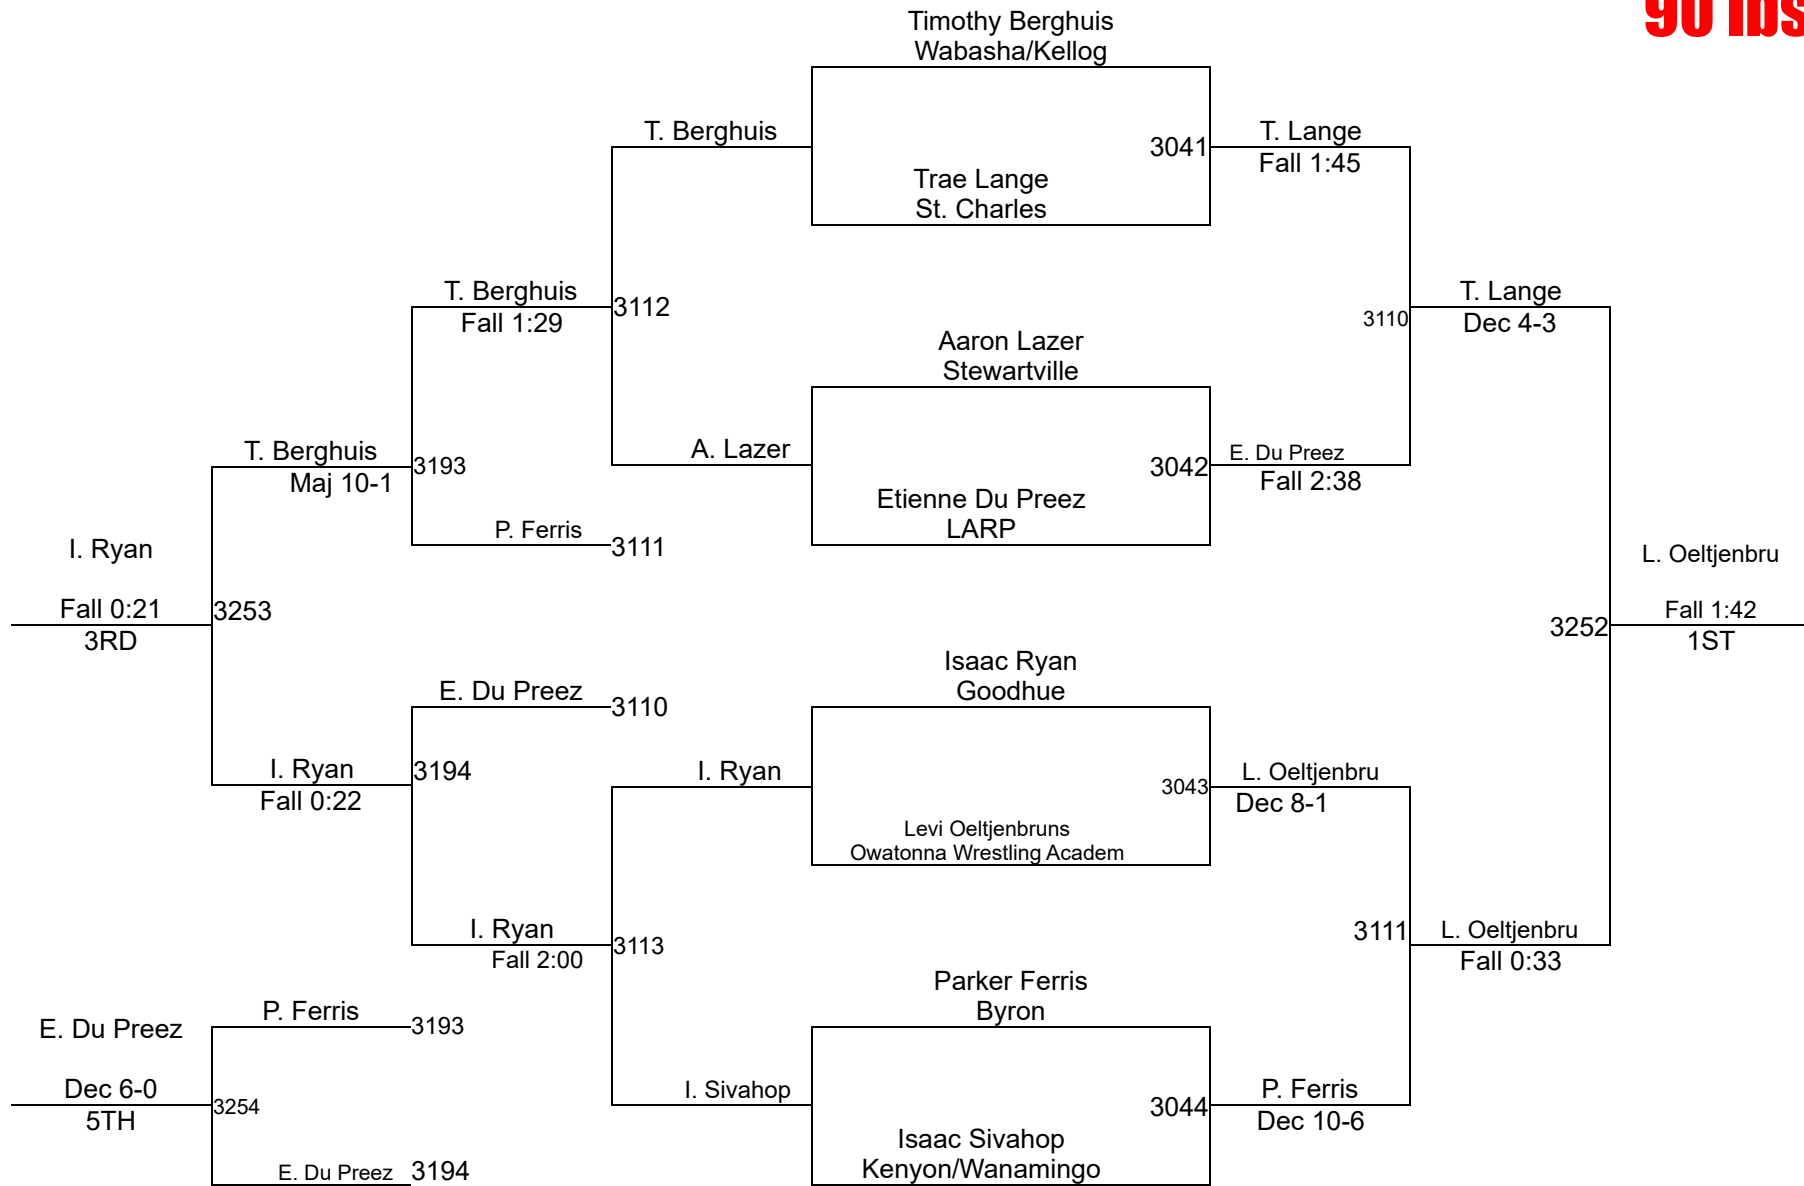 90 lbs
Timothy Berghuis
Wabasha/Kellog
T. Berghuis
3041
T. Lange
Fall 1:45
Trae Lange
St. Charles
T. Berghuis
Fall 1:29
3112
3110
T. Lange
Dec 4-3
Aaron Lazer
Stewartville
T. Berghuis
Maj 10-1
3193
A. Lazer
3042
E. Du Preez
Fall 2:38
Etienne Du Preez
LARP
P. Ferris
3111
I. Ryan
Fall 0:21
3RD
3253
L. Oeltjenbru
Fall 1:42
1ST
3252
Isaac Ryan
Goodhue
E. Du Preez
3110
I. Ryan
Fall 0:22
3194
I. Ryan
3043
L. Oeltjenbru
Dec 8-1
Levi Oeltjenbruns
Owatonna Wrestling Academ
I. Ryan
Fall 2:00
3113
3111
L. Oeltjenbru
Fall 0:33
Parker Ferris
Byron
P. Ferris
3193
E. Du Preez
Dec 6-0
5TH
3254
I. Sivahop
3044
P. Ferris
Dec 10-6
Isaac Sivahop
Kenyon/Wanamingo
E. Du Preez
3194